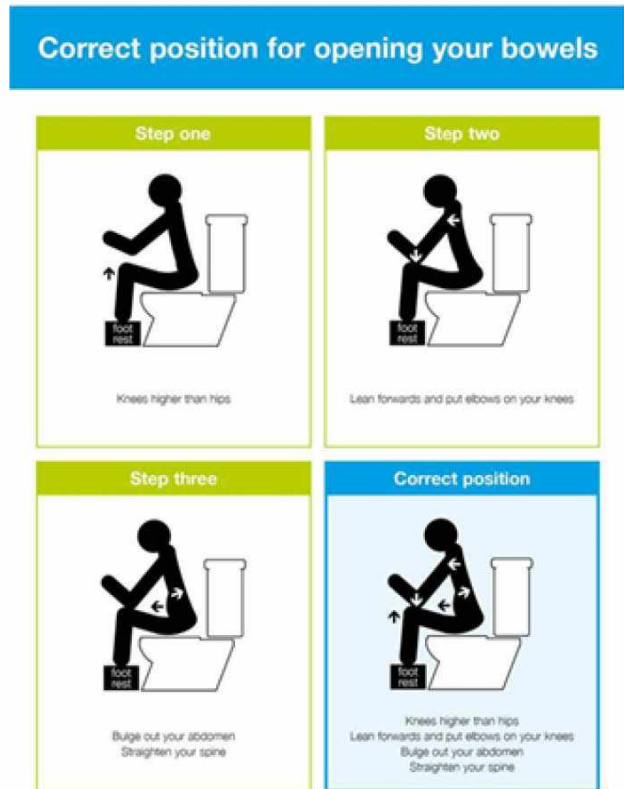 Correct position for opening your bowels
Step one
foot
rest
Knees higher than hips
Step two
foot
rest
Lean forwards and put elbows on your knees
Step three
foot
rest
Bulge out your abdomen
Straighten your spine
Correct position
foot
rest
Knees higher than hips
Lean forwards and put elbows on your knees
Bulge out your abdomen
Straighten your spine